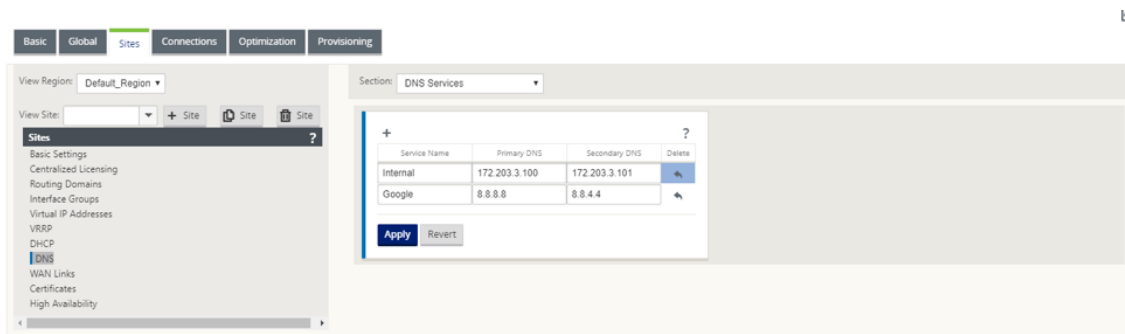 Basic Global Sites Connections Optimization Provisioning
View Region: Default_Region
Section: DNS Services
View Site: + Site Site Site
Sites ?
Basic Settings
Centralized Licensing
Routing Domains
Interface Groups
Virtual IP Addresses
VRRP
DHCP
DNS
WAN Links
Certificates
High Availability
+ ?
Service Name Primary DNS Secondary DNS Delete
Internal 172.203.3.100 172.203.3.101
Google 8.8.8.8 8.8.4.4
Apply Revert